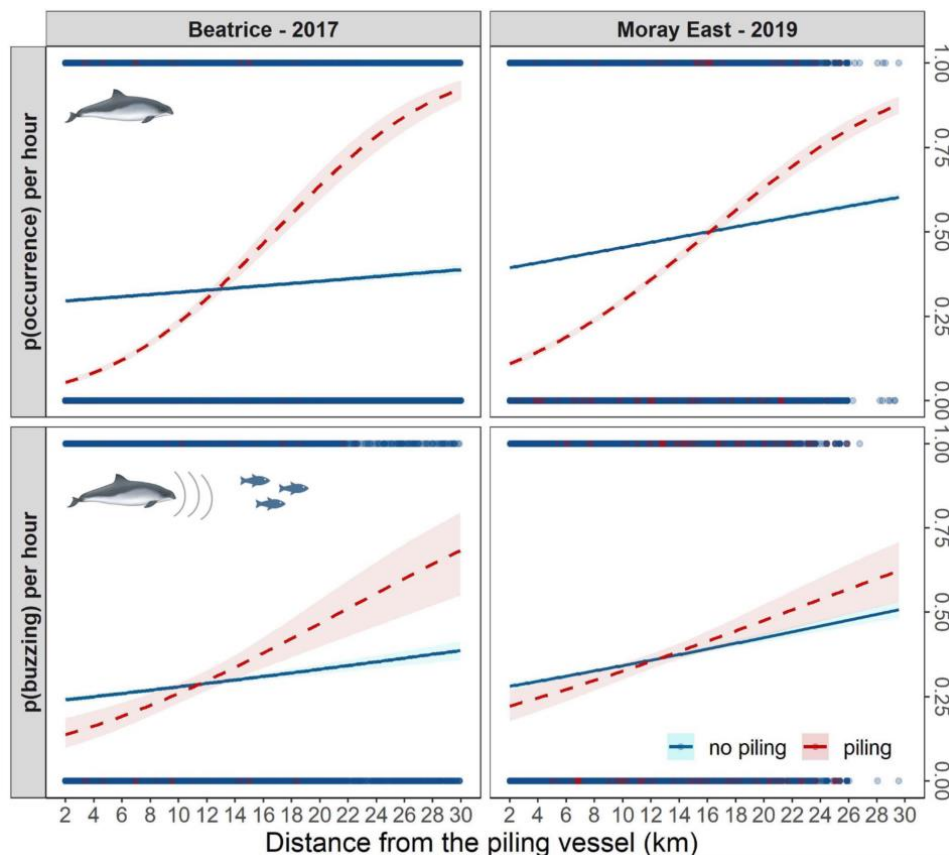 Beatrice - 2017
Moray East - 2019
p(occurrence) per hour
1.00
0.75
0.50
0.25
0.00
p(buzzing) per hour
1.00
0.75
0.50
0.25
0.00
no piling
piling
2 4 6 8 10 12 14 16 18 20 22 24 26 28 30
2 4 6 8 10 12 14 16 18 20 22 24 26 28 30
Distance from the piling vessel (km)